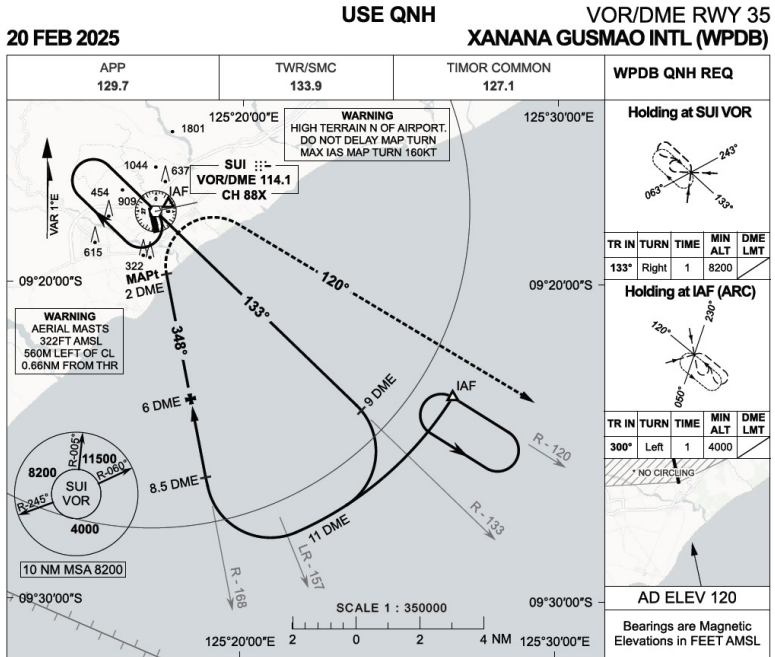 USE QNH
VOR/DME RWY 35
20 FEB 2025
XANANA GUSMAO INTL (WPDB)
APP
129.7
TWR/SMC
133.9
TIMOR COMMON
127.1
WPDB QNH REQ
125°20'00"E
125°30'00"E
WARNING
HIGH TERRAIN N OF AIRPORT.
DO NOT DELAY MAP TURN
MAX IAS MAP TURN 160KT
1801
1044
637
SUI
VOR/DME 114.1
CH 88X
IAF
454
909
615
322
VAR 1°E
MAPt
2 DME
09°20'00"S
09°20'00"S
WARNING
AERIAL MASTS
322FT AMSL
560M LEFT OF CL
0.66NM FROM THR
348°
133°
120°
6 DME
9 DME
IAF
8.5 DME
11 DME
R - 120
R - 133
LR - 157
R - 168
R-005°
8200
11500
R-060°
SUI
VOR
R-245°
4000
10 NM MSA 8200
09°30'00"S
09°30'00"S
SCALE 1 : 350000
125°20'00"E
2 0 2 4 NM
125°30'00"E
Holding at SUI VOR
243°
063°
133°
TR IN TURN TIME MIN ALT DME LMT
133° Right 1 8200
Holding at IAF (ARC)
230°
120°
050°
TR IN TURN TIME MIN ALT DME LMT
300° Left 1 4000
* NO CIRCLING
AD ELEV 120
Bearings are Magnetic
Elevations in FEET AMSL